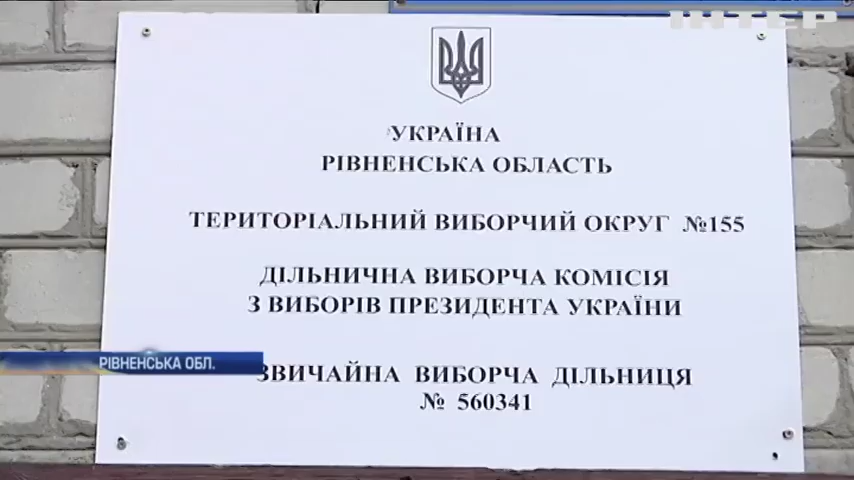 ІНТЕР
УКРАЇНА
РІВНЕНСЬКА ОБЛАСТЬ
ТЕРИТОРІАЛЬНИЙ ВИБОРЧИЙ ОКРУГ №155
ДІЛЬНИЧНА ВИБОРЧА КОМІСІЯ
З ВИБОРІВ ПРЕЗИДЕНТА УКРАЇНИ
РІВНЕНСЬКА ОБЛ.
ЗВИЧАЙНА ВИБОРЧА ДІЛЬНИЦЯ
№ 560341